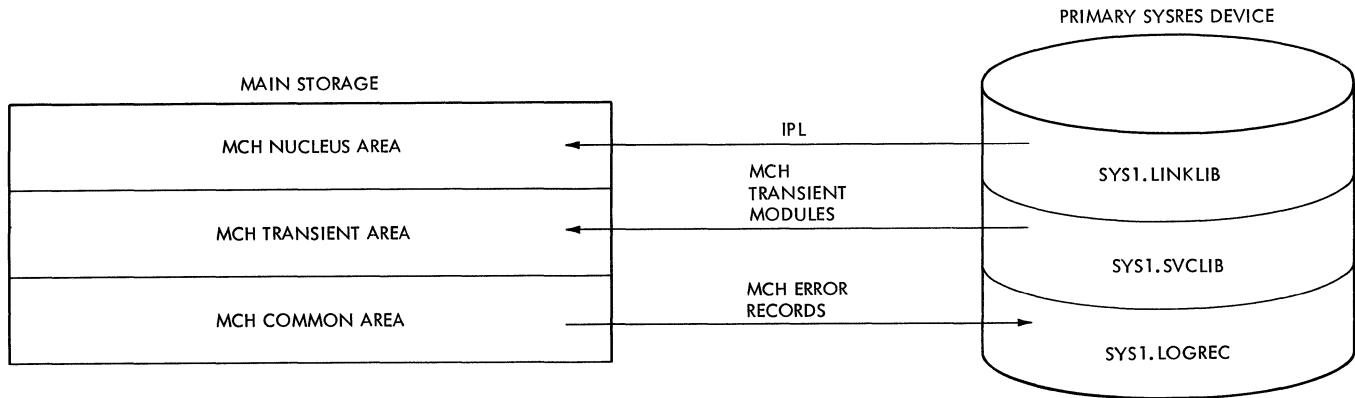 PRIMARY SYSRES DEVICE
MAIN STORAGE
MCH NUCLEUS AREA
IPL
SYS1.LINKLIB
MCH
TRANSIENT
MODULES
MCH TRANSIENT AREA
SYS1.SVCLIB
MCH ERROR
RECORDS
MCH COMMON AREA
SYS1.LOGREC